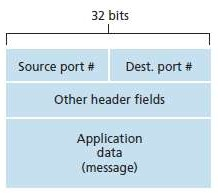 32 bits
Source port # Dest. port #
Other header fields
Application
data
(message)